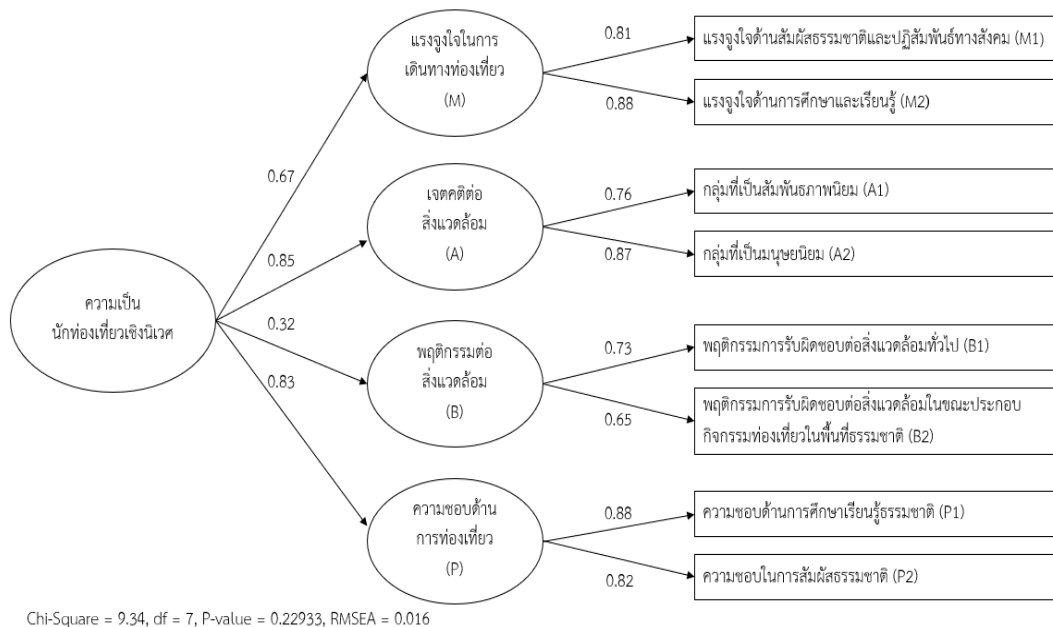 แรงจูงใจในการ
เดินทางท่องเที่ยว
(M)
0.81
แรงจูงใจด้านสัมผัสธรรมชาติและปฏิสัมพันธ์ทางสังคม (M1)
0.88
แรงจูงใจด้านการศึกษาและเรียนรู้ (M2)
0.67
เจตคติต่อ
สิ่งแวดล้อม
(A)
0.76
กลุ่มที่เป็นสัมพันธภาพนิยม (A1)
0.87
กลุ่มที่เป็นมนุษยนิยม (A2)
0.85
ความเป็น
นักท่องเที่ยวเชิงนิเวศ
0.32
พฤติกรรมต่อ
สิ่งแวดล้อม
(B)
0.73
พฤติกรรมการรับผิดชอบต่อสิ่งแวดล้อมทั่วไป (B1)
0.65
พฤติกรรมการรับผิดชอบต่อสิ่งแวดล้อมในขณะประกอบ
กิจกรรมท่องเที่ยวในพื้นที่ธรรมชาติ (B2)
0.83
ความชอบด้าน
การท่องเที่ยว
(P)
0.88
ความชอบด้านการศึกษาเรียนรู้ธรรมชาติ (P1)
0.82
ความชอบในการสัมผัสธรรมชาติ (P2)
Chi-Square = 9.34, df = 7, P-value = 0.22933, RMSEA = 0.016